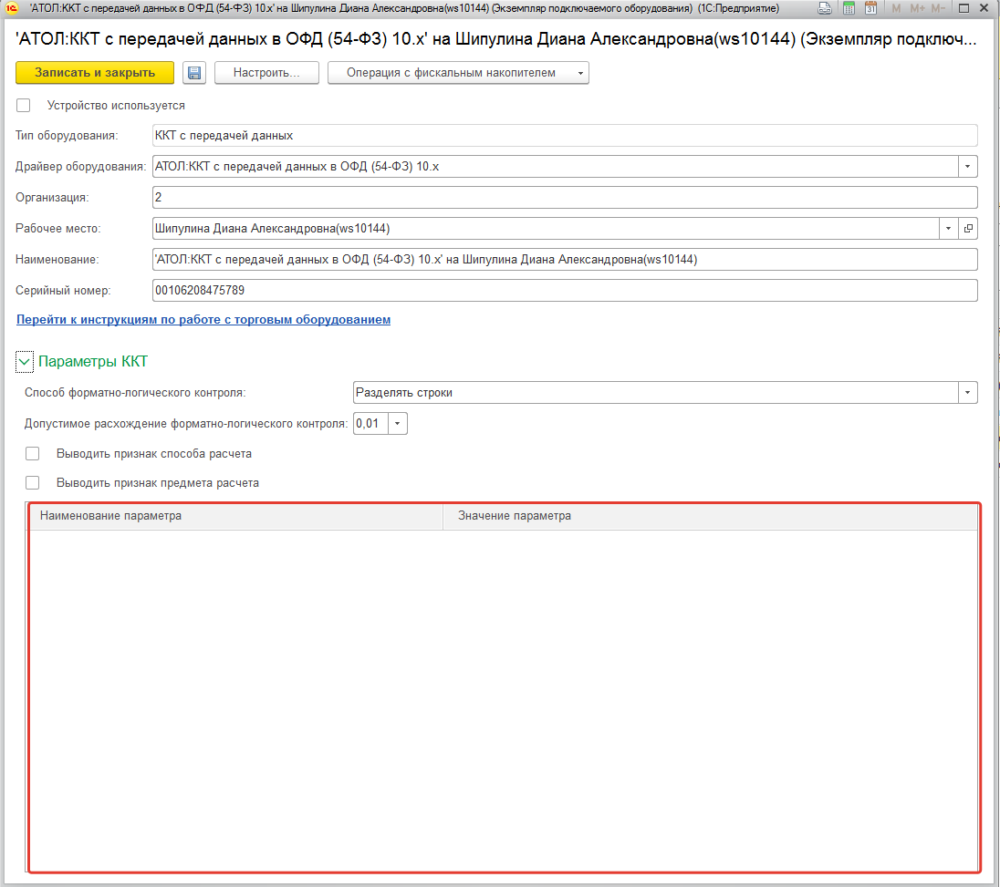 'АТОЛ:ККТ с передачей данных в ОФД (54-ФЗ) 10.x' на Шипулина Диана Александровна(ws10144) (Экземпляр подключаемого оборудования) (1С:Предприятие)
31 M M+ M−
'АТОЛ:ККТ с передачей данных в ОФД (54-ФЗ) 10.x' на Шипулина Диана Александровна(ws10144) (Экземпляр подключ...
Записать и закрыть Настроить... Операция с фискальным накопителем
Устройство используется
Тип оборудования: ККТ с передачей данных
Драйвер оборудования: АТОЛ:ККТ с передачей данных в ОФД (54-ФЗ) 10.x
Организация: 2
Рабочее место: Шипулина Диана Александровна(ws10144)
Наименование: 'АТОЛ:ККТ с передачей данных в ОФД (54-ФЗ) 10.x' на Шипулина Диана Александровна(ws10144)
Серийный номер: 00106208475789
Перейти к инструкциям по работе с торговым оборудованием
Параметры ККТ
Способ форматно-логического контроля: Разделять строки
Допустимое расхождение форматно-логического контроля: 0,01
Выводить признак способа расчета
Выводить признак предмета расчета
Наименование параметра Значение параметра